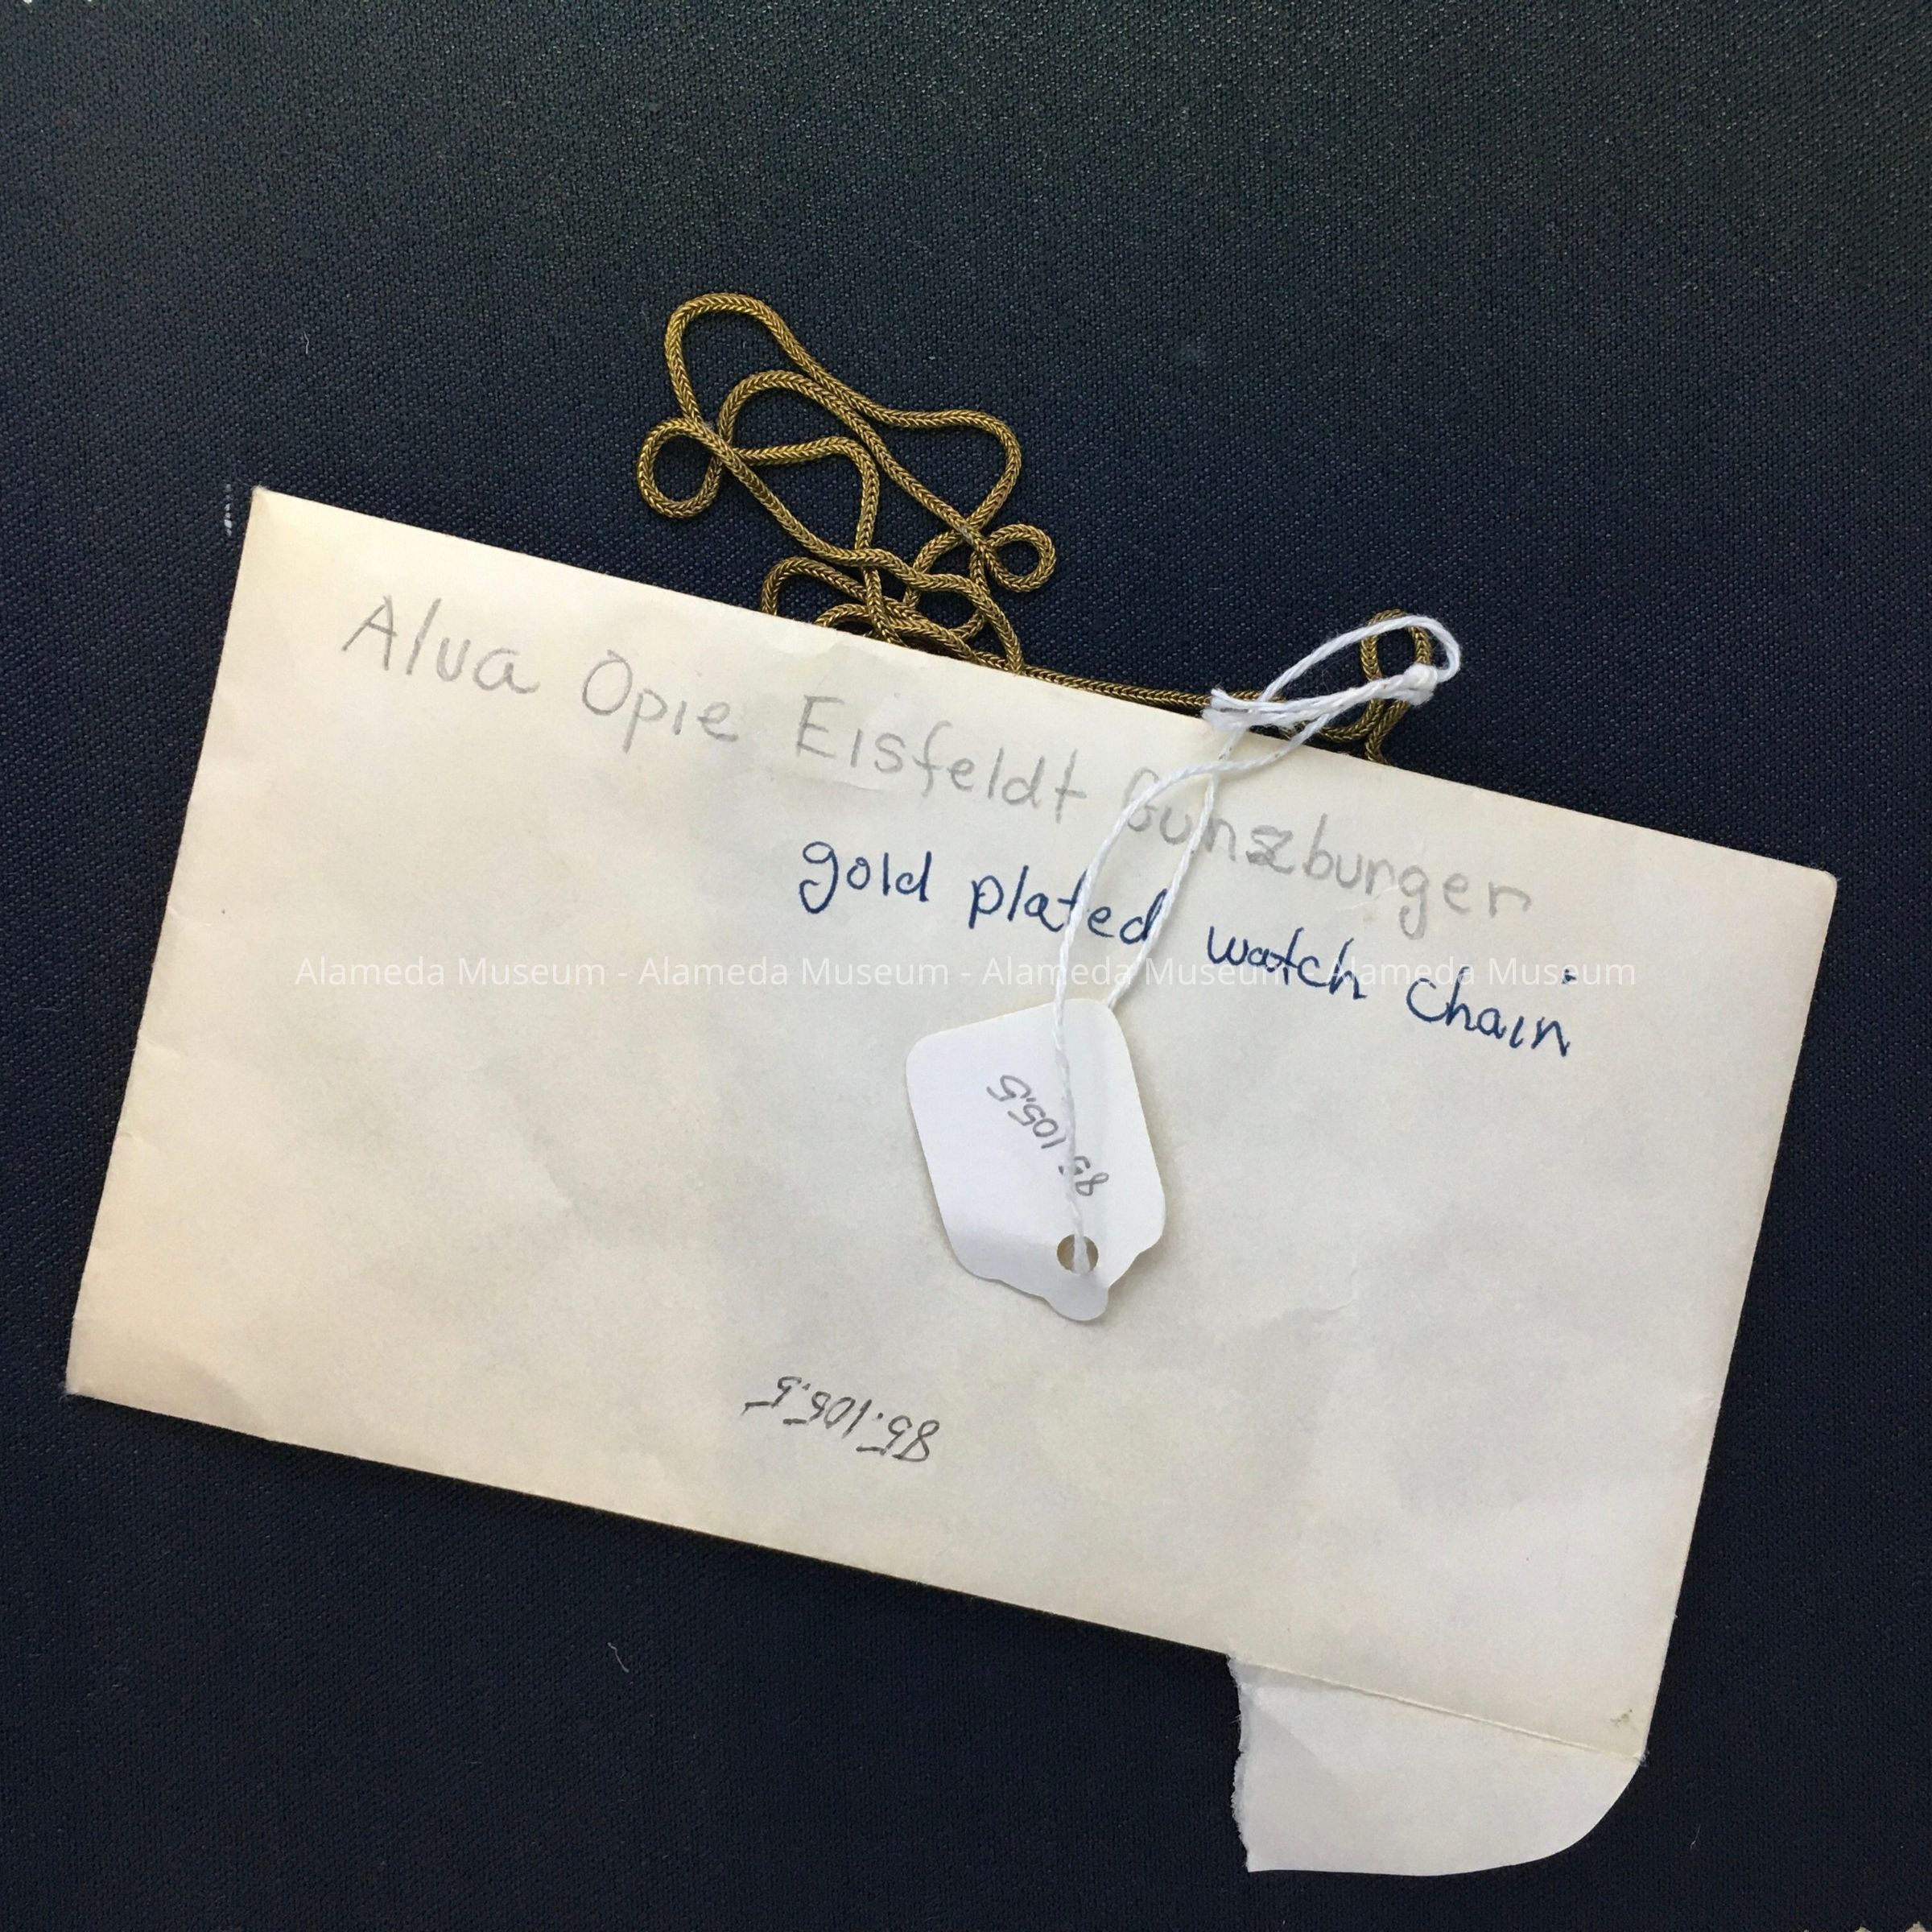 Alva Opie Eisfeldt Gunszburger
gold plated watch chain
Alameda Museum - Alameda Museum - Alameda Museum - Alameda Museum
85.105.5
85.105.5